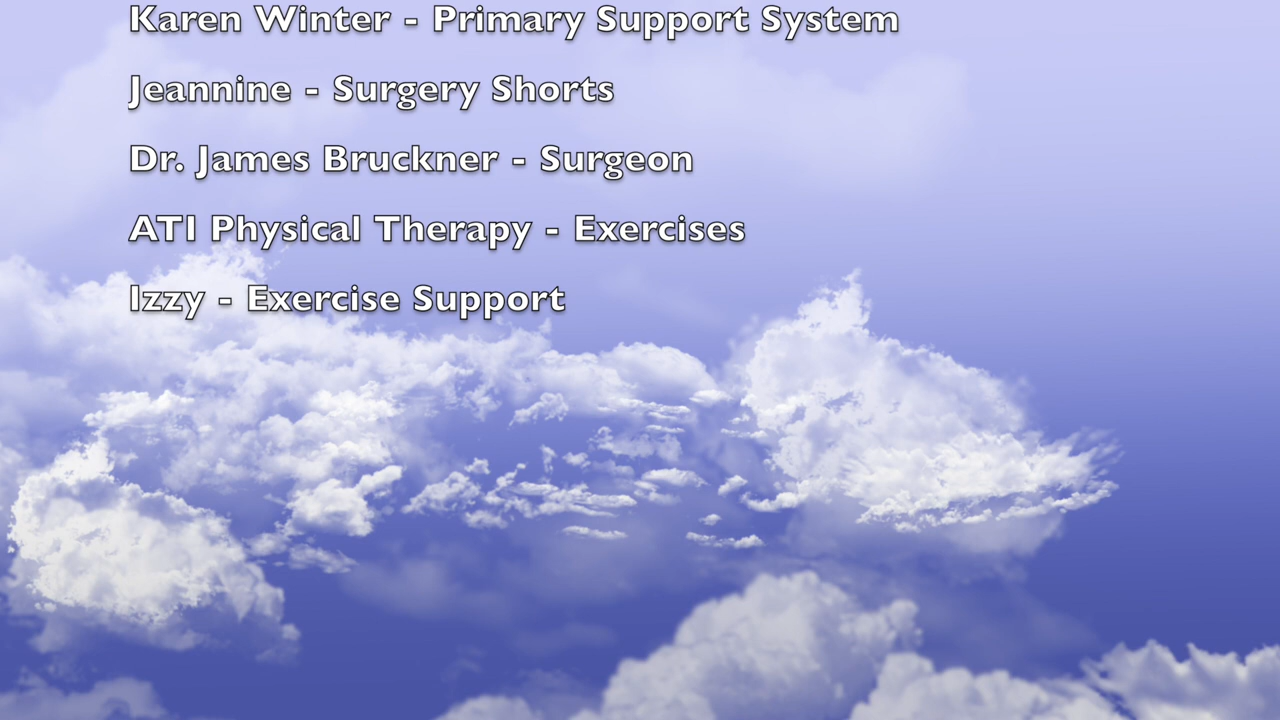 Karen Winter - Primary Support System
Jeannine - Surgery Shorts
Dr. James Bruckner - Surgeon
ATI Physical Therapy - Exercises
Izzy - Exercise Support